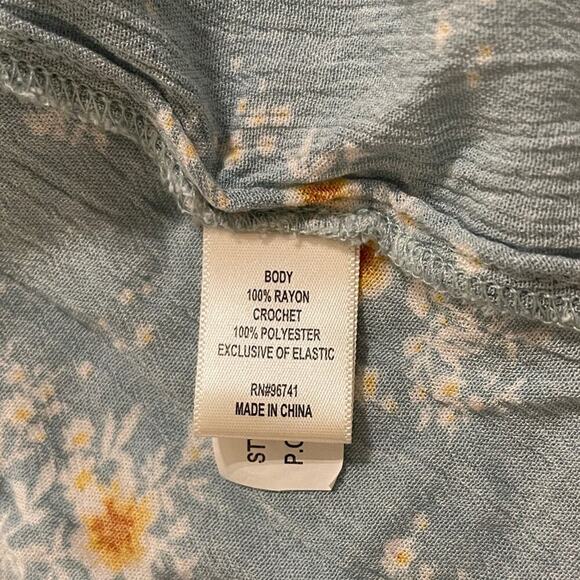 BODY
100% RAYON
CROCHET
100% POLYESTER
EXCLUSIVE OF ELASTIC
RN#96741
MADE IN CHINA